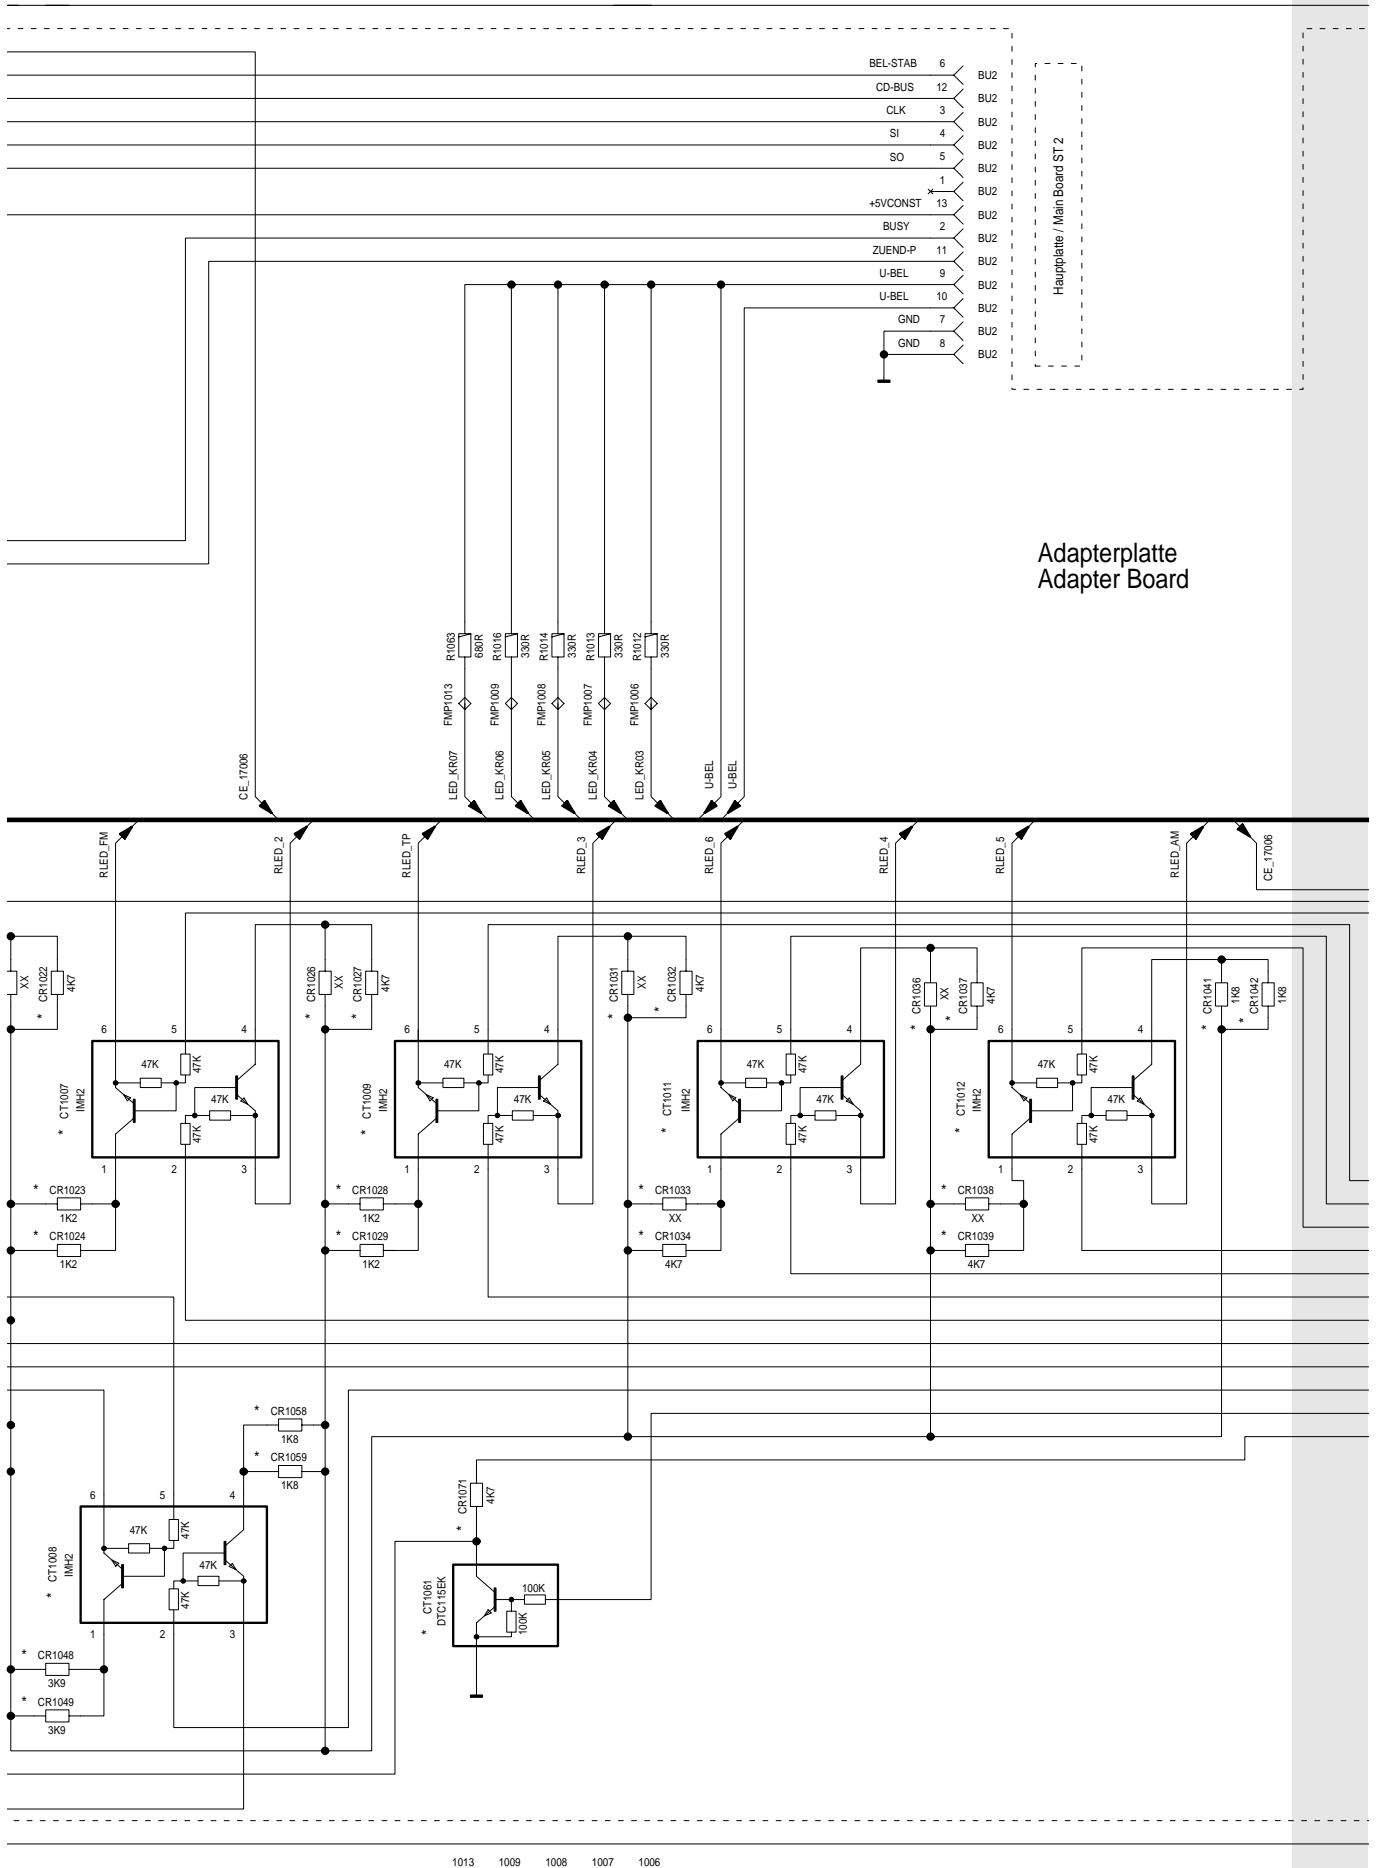 BEL-STAB 6 BU2
CD-BUS 12 BU2
CLK 3 BU2
SI 4 BU2
SO 5 BU2
1 BU2
+5VCONST 13 BU2
BUSY 2 BU2
ZUEND-P 11 BU2
U-BEL 9 BU2
U-BEL 10 BU2
GND 7 BU2
GND 8 BU2
Hauptplatte / Main Board ST 2
Adapterplatte
Adapter Board
R1063 680R
R1016 330R
R1014 330R
R1013 330R
R1012 330R
FMP1013
FMP1009
FMP1008
FMP1007
FMP1006
CE_17006
LED_KR07
LED_KR06
LED_KR05
LED_KR04
LED_KR03
U-BEL
U-BEL
RLED_FM
RLED_2
RLED_TP
RLED_3
RLED_6
RLED_4
RLED_5
RLED_AM
CE_17006
XX
* CR1022 4K7
* CR1026 XX
* CR1027 4K7
* CR1031 XX
* CR1032 4K7
* CR1036 XX
* CR1037 4K7
* CR1041 1K8
* CR1042 1K8
6 5 4
6 5 4
6 5 4
6 5 4
* CT1007 IMH2
47K 47K
47K 47K
* CT1009 IMH2
47K 47K
47K 47K
* CT1011 IMH2
47K 47K
47K 47K
* CT1012 IMH2
47K 47K
47K 47K
1 2 3
1 2 3
1 2 3
1 2 3
* CR1023
1K2
* CR1028
1K2
* CR1033
XX
* CR1038
XX
* CR1024
1K2
* CR1029
1K2
* CR1034
4K7
* CR1039
4K7
* CR1058
1K8
* CR1059
1K8
* CR1071 4K7
6 5 4
* CT1008 IMH2
47K 47K
47K 47K
1 2 3
* CT1061 DTC115EK
100K
100K
* CR1048
3K9
* CR1049
3K9
1013 1009 1008 1007 1006